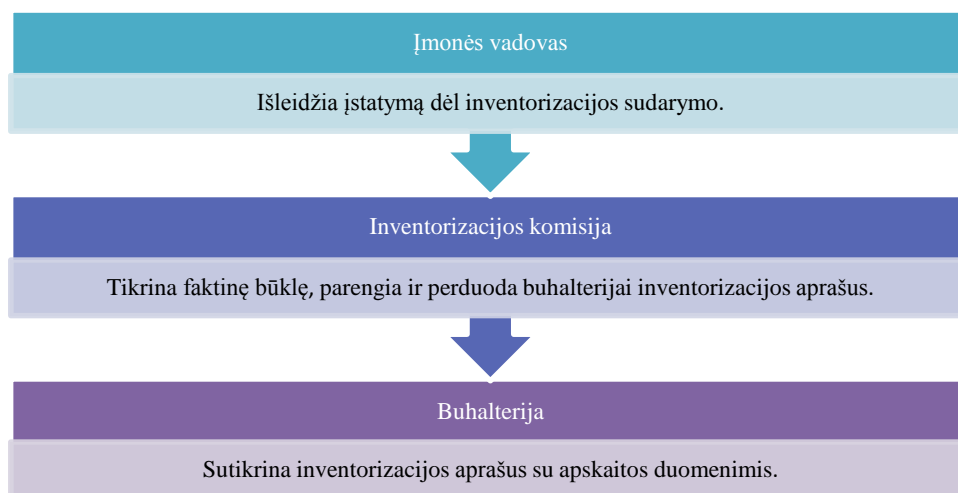 Įmonės vadovas
Išleidžia įstatymą dėl inventorizacijos sudarymo.
Inventorizacijos komisija
Tikrina faktinę būklę, parengia ir perduoda buhalterijai inventorizacijos aprašus.
Buhalterija
Sutikrina inventorizacijos aprašus su apskaitos duomenimis.